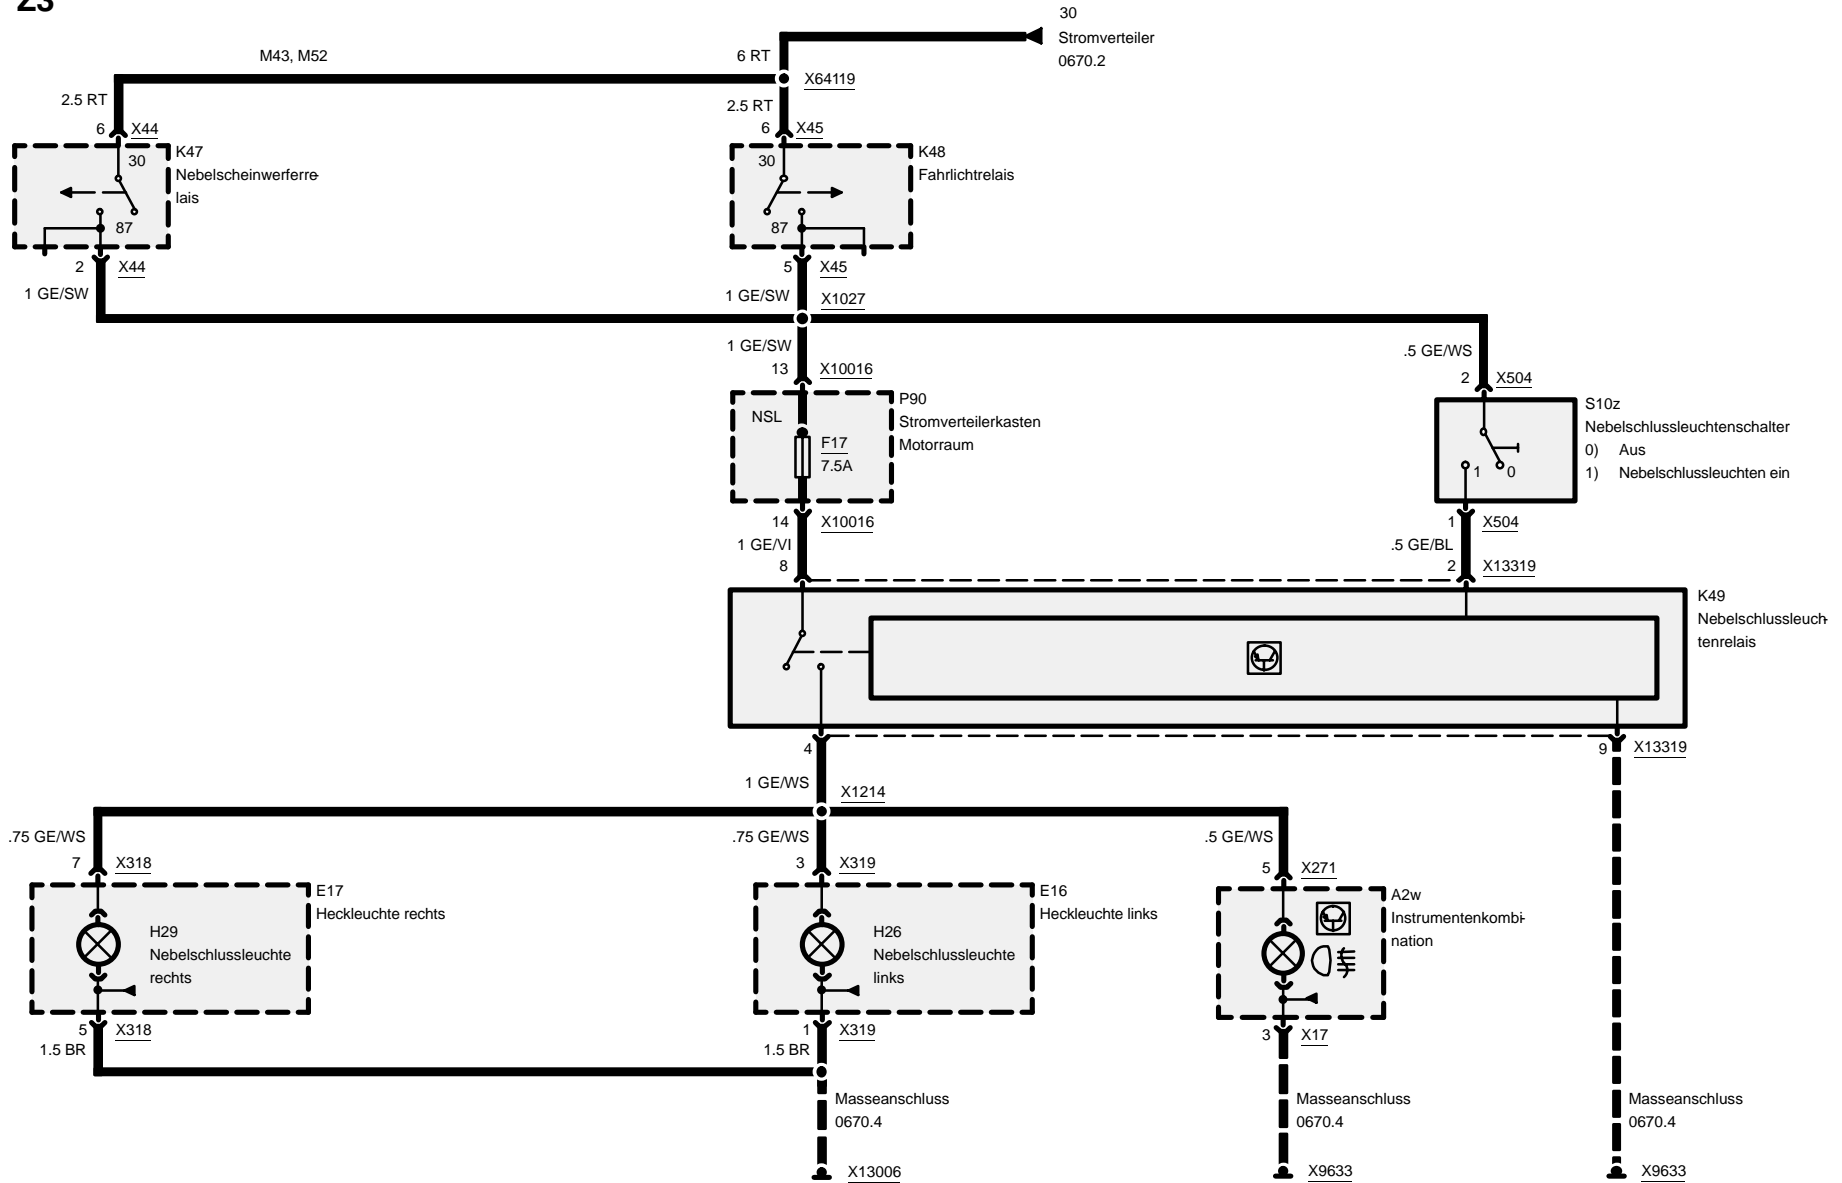 Z3
30
Stromverteiler
0670.2
M43, M52
6 RT
X64119
2.5 RT
2.5 RT
6
X44
6
X45
30
K47
Nebelscheinwerferre-
lais
87
30
K48
Fahrlichtrelais
87
2
X44
5
X45
1 GE/SW
1 GE/SW
X1027
1 GE/SW
.5 GE/WS
13
X10016
2
X504
NSL
P90
Stromverteilerkasten
Motorraum
F17
7.5A
S10z
Nebelschlussleuchtenschalter
0) Aus
1) Nebelschlussleuchten ein
1
0
14
X10016
1
X504
1 GE/VI
.5 GE/BL
8
2
X13319
K49
Nebelschlussleuch-
tenrelais
4
9
X13319
1 GE/WS
X1214
.75 GE/WS
.75 GE/WS
.5 GE/WS
7
X318
3
X319
5
X271
E17
Heckleuchte rechts
H29
Nebelschlussleuchte
rechts
E16
Heckleuchte links
H26
Nebelschlussleuchte
links
A2w
Instrumentenkombi-
nation
5
X318
1
X319
3
X17
1.5 BR
1.5 BR
Masseanschluss
0670.4
Masseanschluss
0670.4
Masseanschluss
0670.4
X13006
X9633
X9633